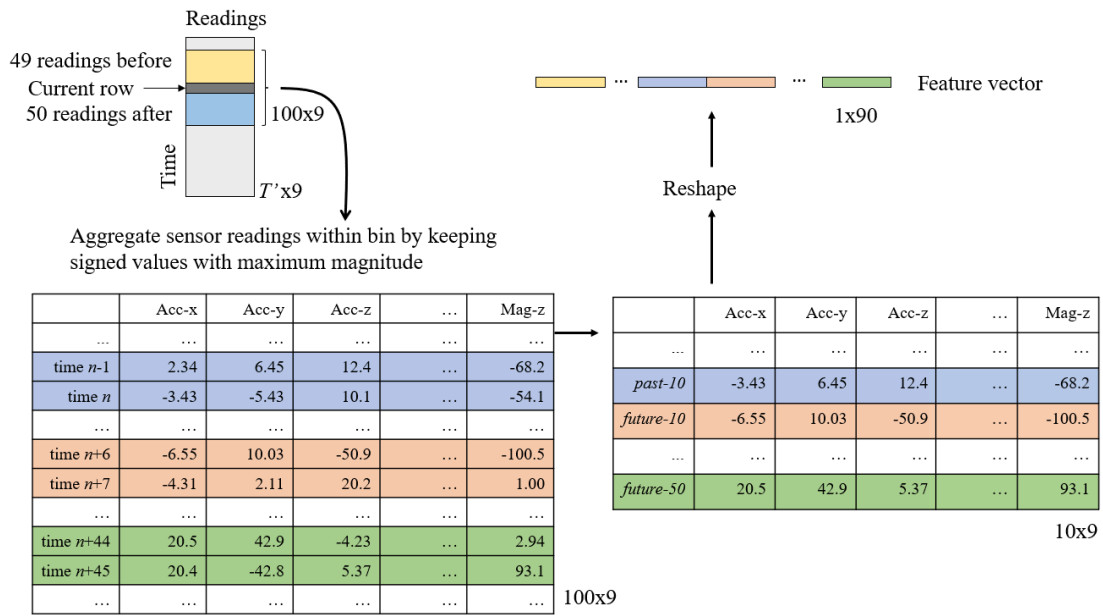 Readings
49 readings before
Current row
50 readings after
100x9
Time
T’x9
Aggregate sensor readings within bin by keeping
signed values with maximum magnitude
Acc-x Acc-y Acc-z … Mag-z
... … … … … …
time n-1 2.34 6.45 12.4 … -68.2
time n -3.43 -5.43 10.1 … -54.1
… … … … … …
time n+6 -6.55 10.03 -50.9 … -100.5
time n+7 -4.31 2.11 20.2 … 1.00
… … … … … …
time n+44 20.5 42.9 -4.23 … 2.94
time n+45 20.4 -42.8 5.37 … 93.1
… … … … … …
100x9
... ... Feature vector
1x90
Reshape
Acc-x Acc-y Acc-z … Mag-z
... … … … … …
past-10 -3.43 6.45 12.4 … -68.2
future-10 -6.55 10.03 -50.9 … -100.5
... … … … … …
future-50 20.5 42.9 5.37 … 93.1
10x9